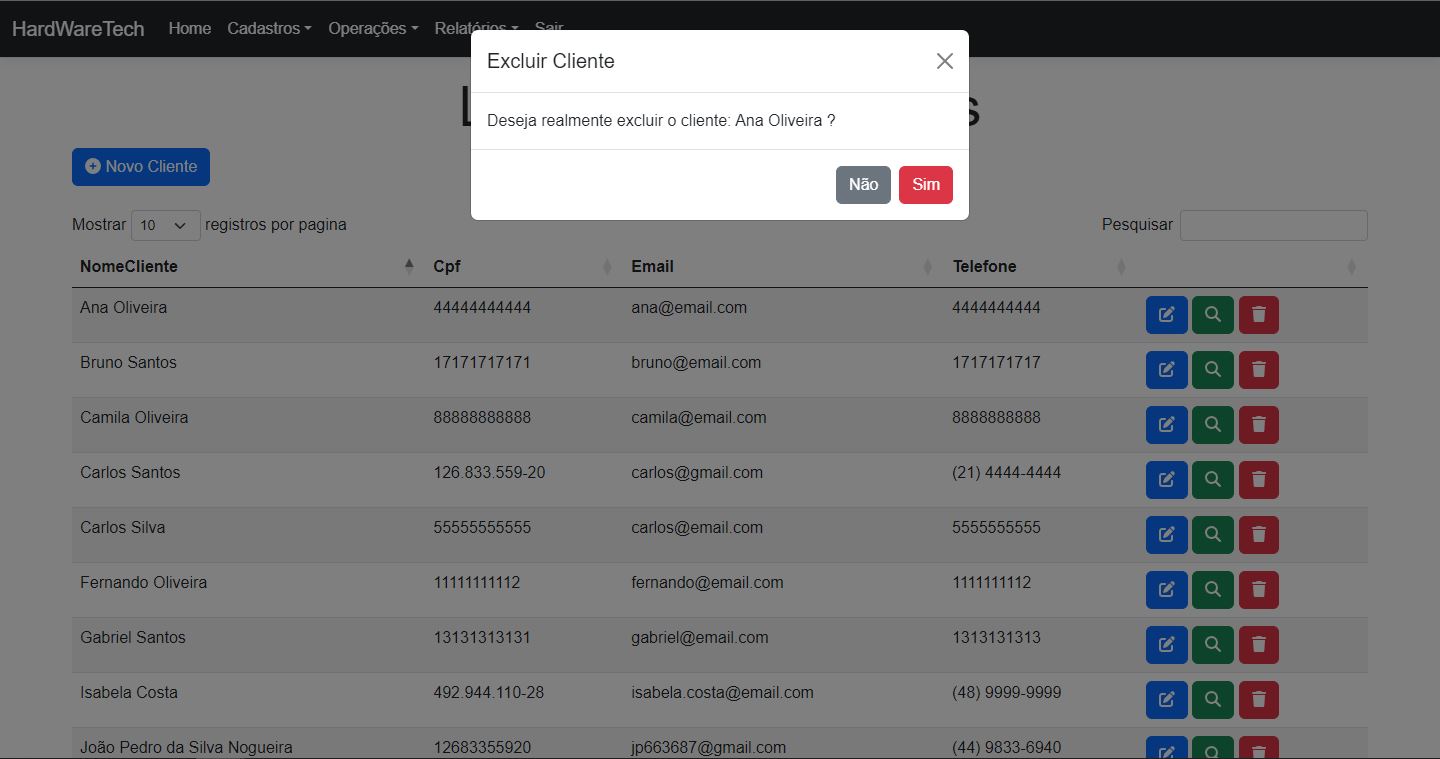 HardWareTech Home Cadastros Operações Relatórios Sair
Excluir Cliente
Deseja realmente excluir o cliente: Ana Oliveira ?
Não Sim
Novo Cliente
Mostrar 10 registros por pagina Pesquisar
NomeCliente Cpf Email Telefone
Ana Oliveira 44444444444 ana@email.com 4444444444
Bruno Santos 17171717171 bruno@email.com 1717171717
Camila Oliveira 88888888888 camila@email.com 8888888888
Carlos Santos 126.833.559-20 carlos@gmail.com (21) 4444-4444
Carlos Silva 55555555555 carlos@email.com 5555555555
Fernando Oliveira 11111111112 fernando@email.com 1111111112
Gabriel Santos 13131313131 gabriel@email.com 1313131313
Isabela Costa 492.944.110-28 isabela.costa@email.com (48) 9999-9999
João Pedro da Silva Nogueira 12683355920 jp663687@gmail.com (44) 9833-6940